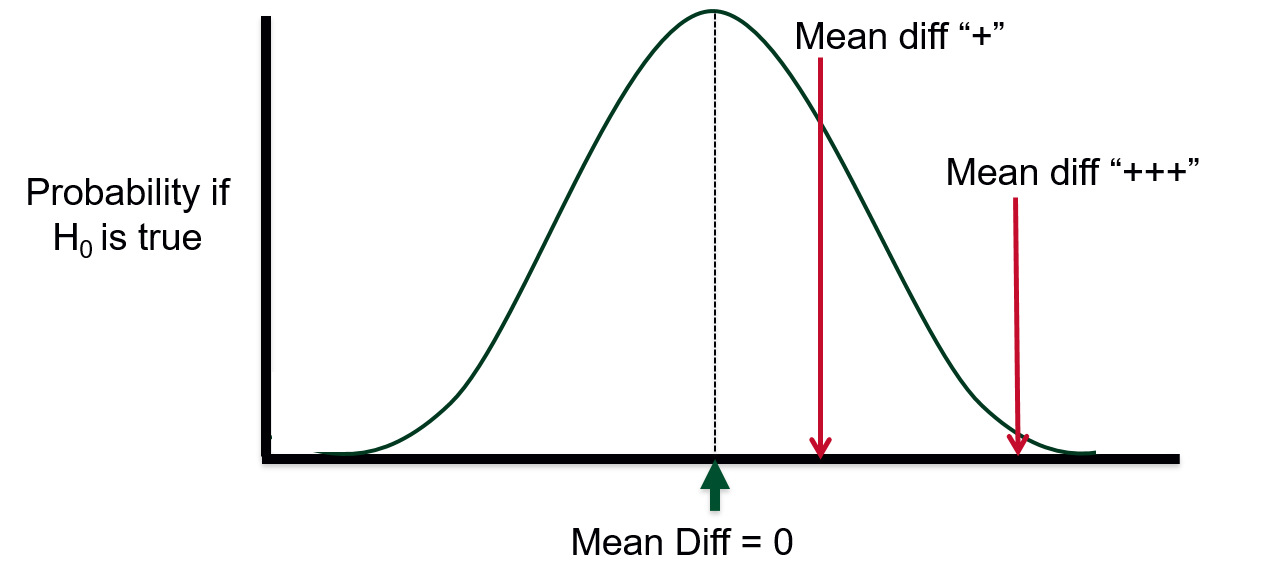 Mean diff “+”
Mean diff “+++”
Probability if
H₀ is true
Mean Diff = 0